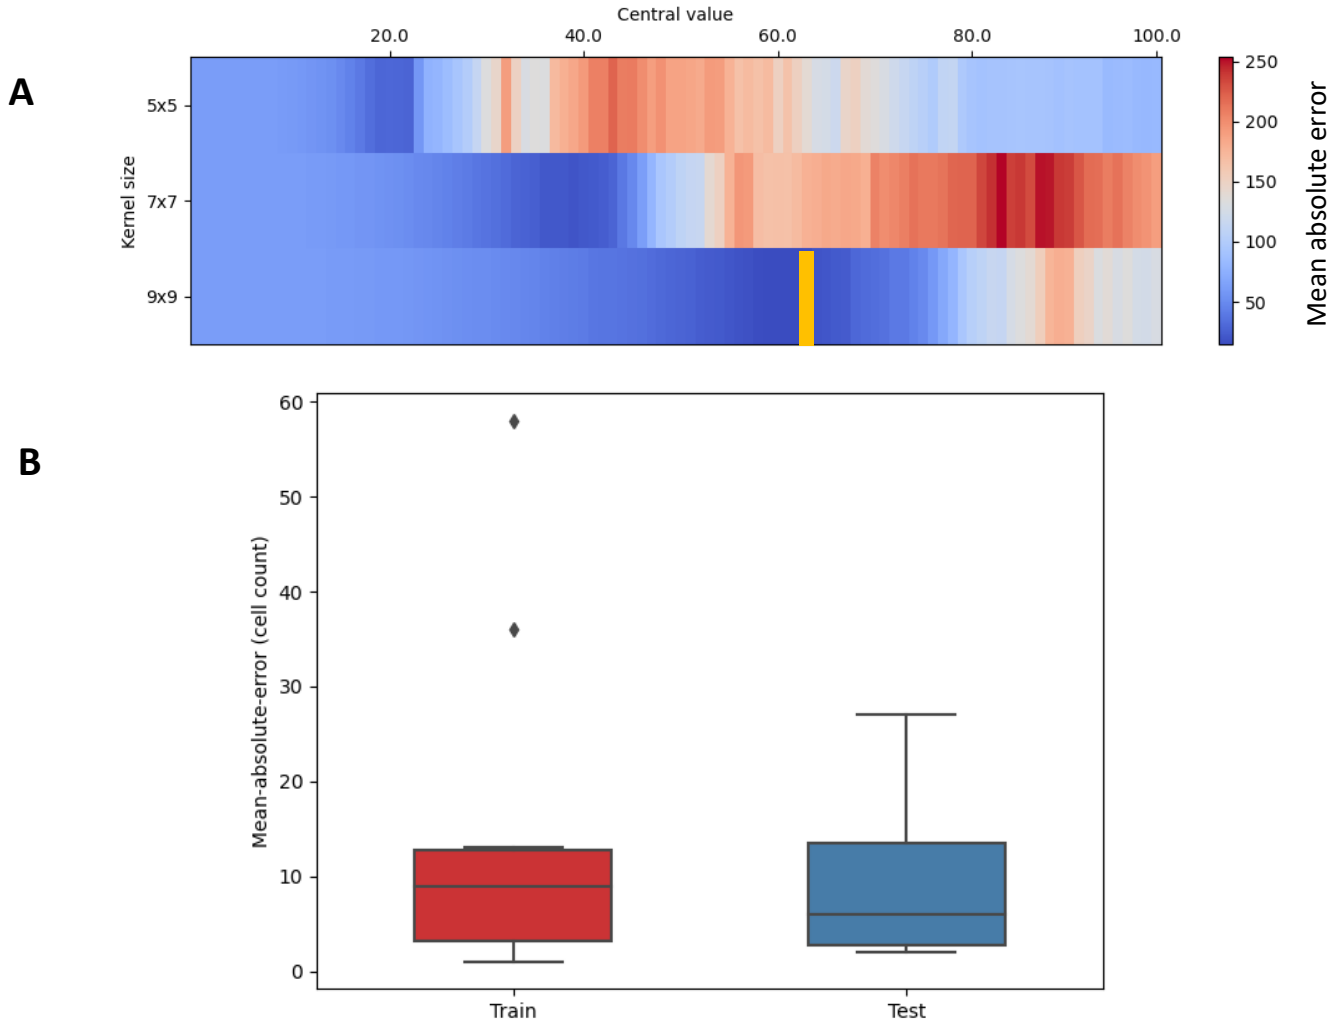 Central value
20.0 40.0 60.0 80.0 100.0
A
Kernel size
5x5
7x7
9x9
250
200
150
100
50
Mean absolute error
B
Mean-absolute-error (cell count)
60
50
40
30
20
10
0
Train Test